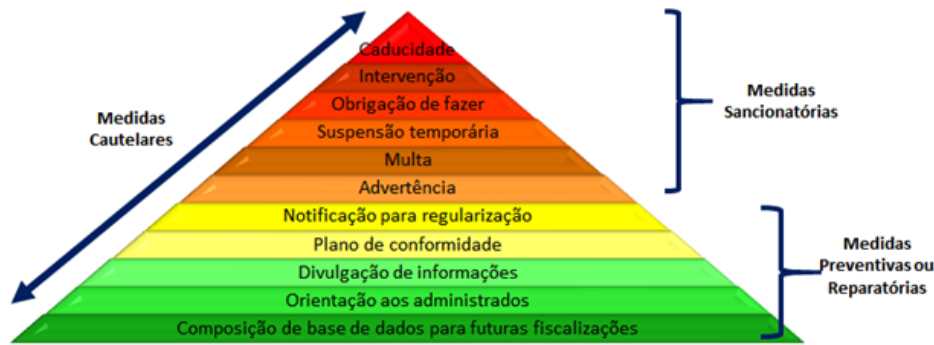 Caducidade
Intervenção
Obrigação de fazer
Suspensão temporária
Multa
Advertência
Notificação para regularização
Plano de conformidade
Divulgação de informações
Orientação aos administrados
Composição de base de dados para futuras fiscalizações
Medidas
Cautelares
Medidas
Sancionatórias
Medidas
Preventivas ou
Reparatórias